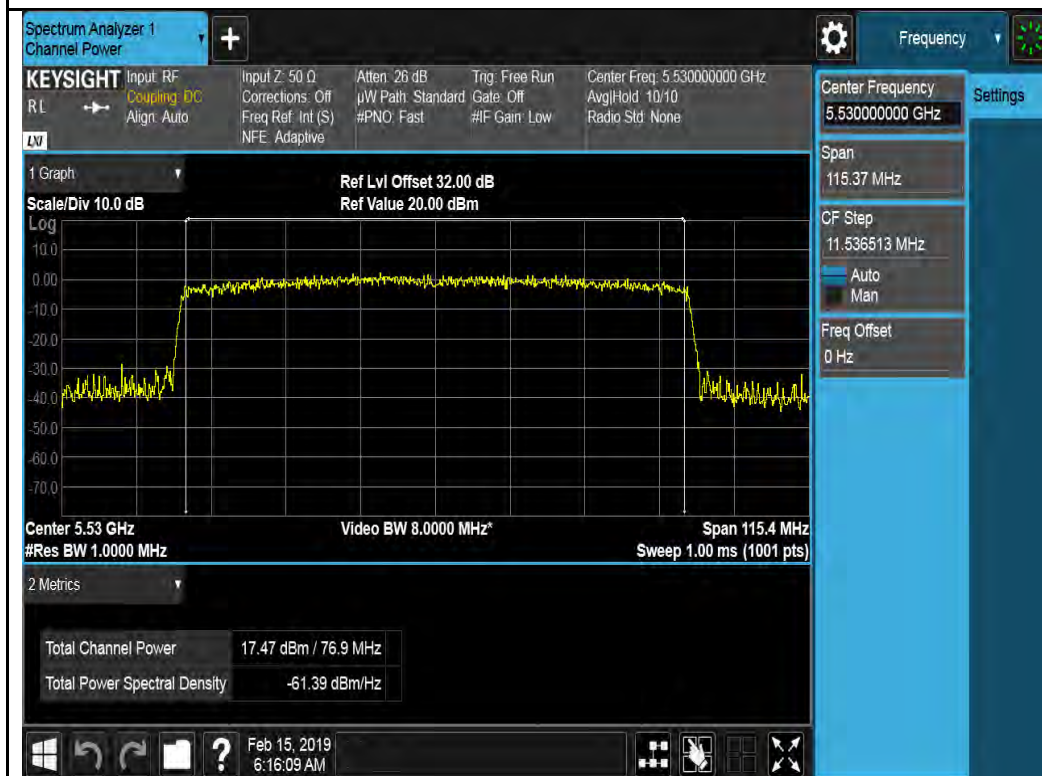 Spectrum Analyzer 1
Channel Power
+
Frequency
KEYSIGHT
R L
LXI
Input: RF
Coupling: DC
Align: Auto
Input Z: 50 Ω
Corrections: Off
Freq Ref: Int (S)
NFE: Adaptive
Atten: 26 dB
µW Path: Standard
#PNO: Fast
Trig: Free Run
Gate: Off
#IF Gain: Low
Center Freq: 5.530000000 GHz
Avg|Hold: 10/10
Radio Std: None
Center Frequency
5.530000000 GHz
Settings
Span
115.37 MHz
CF Step
11.536513 MHz
Auto
Man
Freq Offset
0 Hz
1 Graph
Scale/Div 10.0 dB
Ref Lvl Offset 32.00 dB
Ref Value 20.00 dBm
Log
10.0
0.00
-10.0
-20.0
-30.0
-40.0
-50.0
-60.0
-70.0
Center 5.53 GHz
#Res BW 1.0000 MHz
Video BW 8.0000 MHz*
Span 115.4 MHz
Sweep 1.00 ms (1001 pts)
2 Metrics
Total Channel Power 17.47 dBm / 76.9 MHz
Total Power Spectral Density -61.39 dBm/Hz
?
Feb 15, 2019
6:16:09 AM